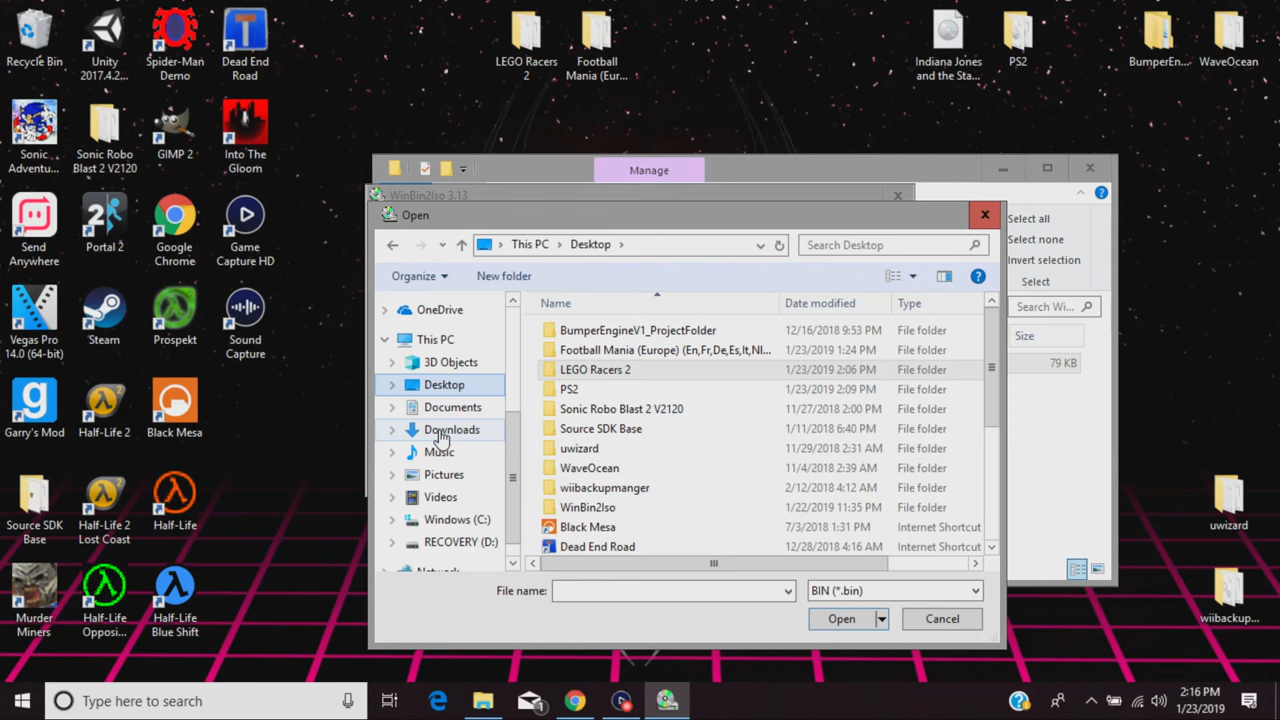 Recycle Bin
Unity 2017.4.2...
Spider-Man Demo
Dead End Road
LEGO Racers 2
Football Mania (Eur...
Indiana Jones and the Sta...
PS2
BumperEn...
WaveOcean
Sonic Adventu...
Sonic Robo Blast 2 V2120
GIMP 2
Into The Gloom
Send Anywhere
Portal 2
Google Chrome
Game Capture HD
Vegas Pro 14.0 (64-bit)
Steam
Prospekt
Sound Capture
Garry's Mod
Half-Life 2
Black Mesa
Source SDK Base
Half-Life 2 Lost Coast
Half-Life
uwizard
Murder Miners
Half-Life Opposi...
Half-Life Blue Shift
wiibackup...
Manage
WinBin2Iso 3.13
Select all
Select none
Invert selection
Select
Search Wi...
Size
79 KB
Open
This PC > Desktop >
Search Desktop
Organize
New folder
Name Date modified Type
OneDrive
This PC
3D Objects
Desktop
Documents
Downloads
Music
Pictures
Videos
Windows (C:)
RECOVERY (D:)
BumperEngineV1_ProjectFolder 12/16/2018 9:53 PM File folder
Football Mania (Europe) (En,Fr,De,Es,It,Nl... 1/23/2019 1:24 PM File folder
LEGO Racers 2 1/23/2019 2:06 PM File folder
PS2 1/23/2019 2:09 PM File folder
Sonic Robo Blast 2 V2120 11/27/2018 2:00 PM File folder
Source SDK Base 1/11/2018 6:40 PM File folder
uwizard 11/29/2018 2:31 AM File folder
WaveOcean 11/4/2018 2:39 AM File folder
wiibackupmanger 2/12/2018 4:12 AM File folder
WinBin2Iso 1/22/2019 11:35 PM File folder
Black Mesa 7/3/2018 1:31 PM Internet Shortcut
Dead End Road 12/28/2018 4:16 AM Internet Shortcut
File name:
BIN (*.bin)
Open
Cancel
Type here to search
2:16 PM
1/23/2019